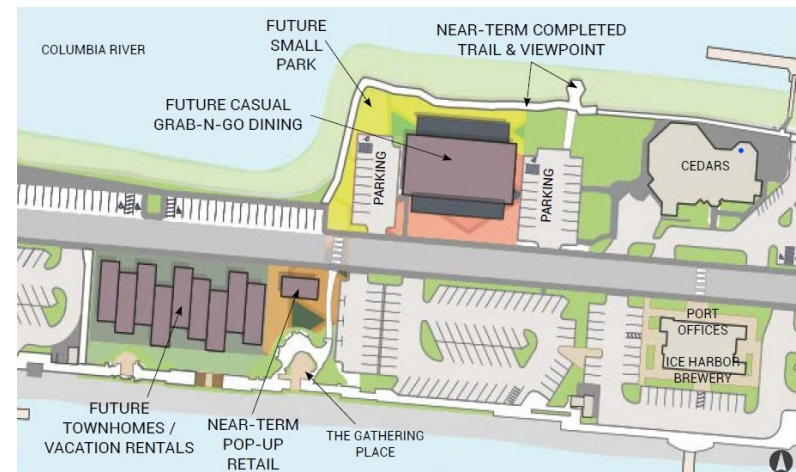 COLUMBIA RIVER
FUTURE
SMALL
PARK
NEAR-TERM COMPLETED
TRAIL & VIEWPOINT
FUTURE CASUAL
GRAB-N-GO DINING
PARKING
PARKING
CEDARS
PORT
OFFICES
ICE HARBOR
BREWERY
FUTURE
TOWNHOMES /
VACATION RENTALS
NEAR-TERM
POP-UP
RETAIL
THE GATHERING
PLACE